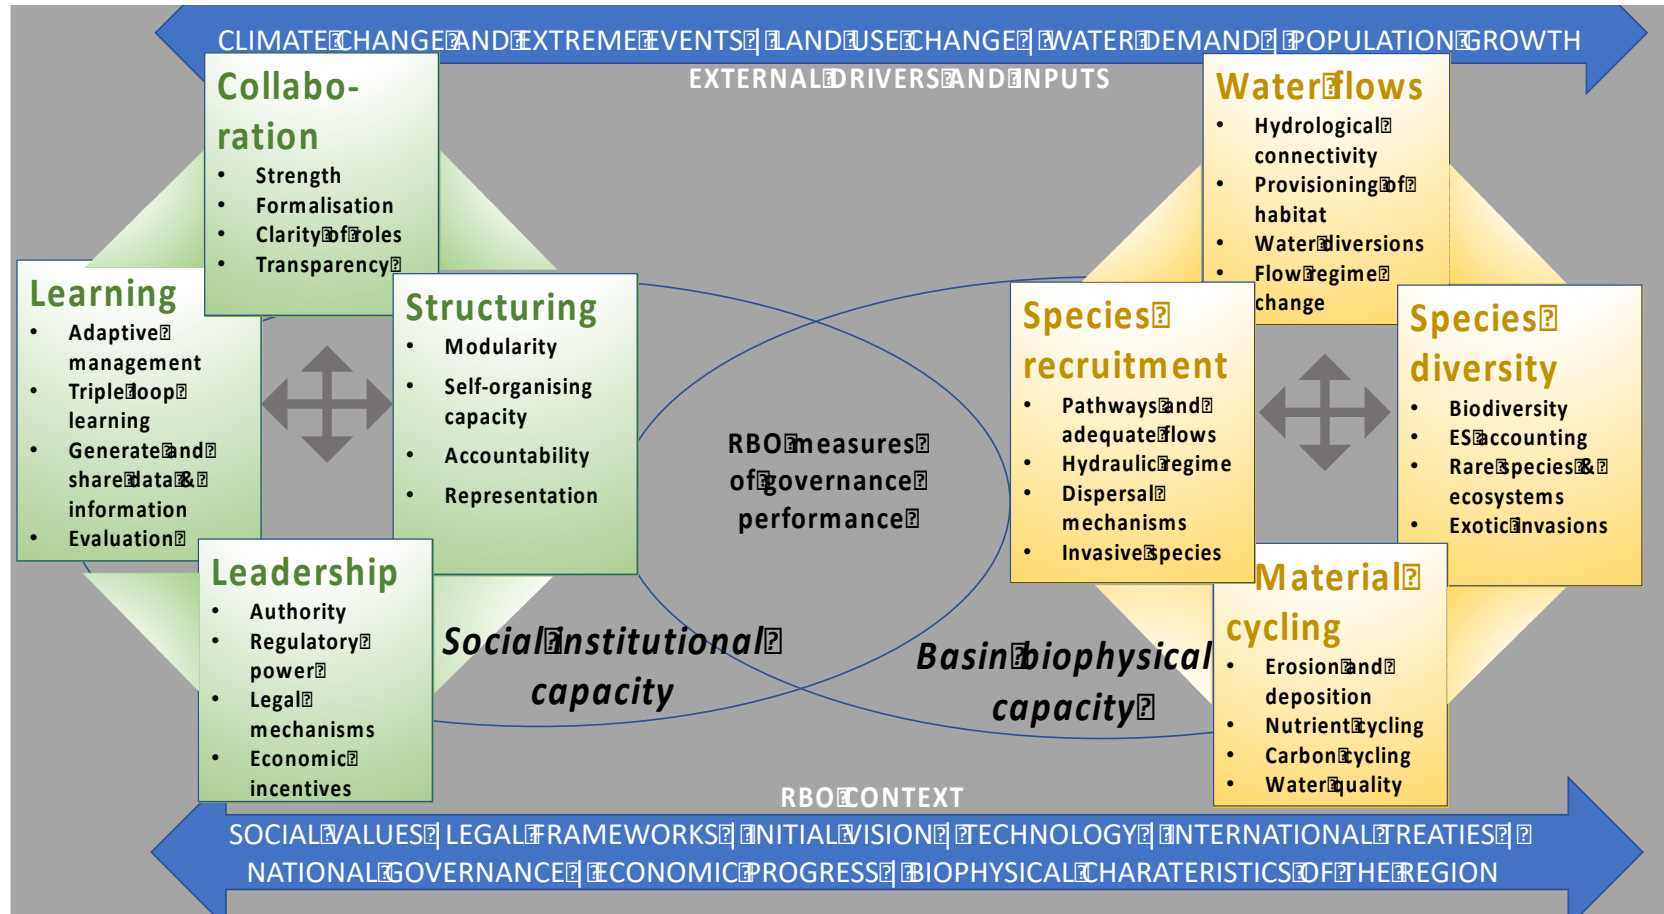 CLIMATE CHANGE AND EXTREME EVENTS | LAND USE CHANGE | WATER DEMAND | POPULATION GROWTH
EXTERNAL DRIVERS AND INPUTS
Collabo-
ration
• Strength
• Formalisation
• Clarity of roles
• Transparency
Learning
• Adaptive
management
• Triple loop
learning
• Generate and
share data &
information
• Evaluation
Structuring
• Modularity
• Self-organising
capacity
• Accountability
• Representation
Leadership
• Authority
• Regulatory
power
• Legal
mechanisms
• Economic
incentives
Social institutional
capacity
RBO measures
of governance
performance
Basin biophysical
capacity
Water flows
• Hydrological
connectivity
• Provisioning of
habitat
• Water diversions
• Flow regime
change
Species
recruitment
• Pathways and
adequate flows
• Hydraulic regime
• Dispersal
mechanisms
• Invasive species
Species
diversity
• Biodiversity
• ES accounting
• Rare species &
ecosystems
• Exotic invasions
Material
cycling
• Erosion and
deposition
• Nutrient cycling
• Carbon cycling
• Water quality
RBO CONTEXT
SOCIAL VALUES | LEGAL FRAMEWORKS | INITIAL VISION | TECHNOLOGY | INTERNATIONAL TREATIES |
NATIONAL GOVERNANCE | ECONOMIC PROGRESS | BIOPHYSICAL CHARATERISTICS OF THE REGION